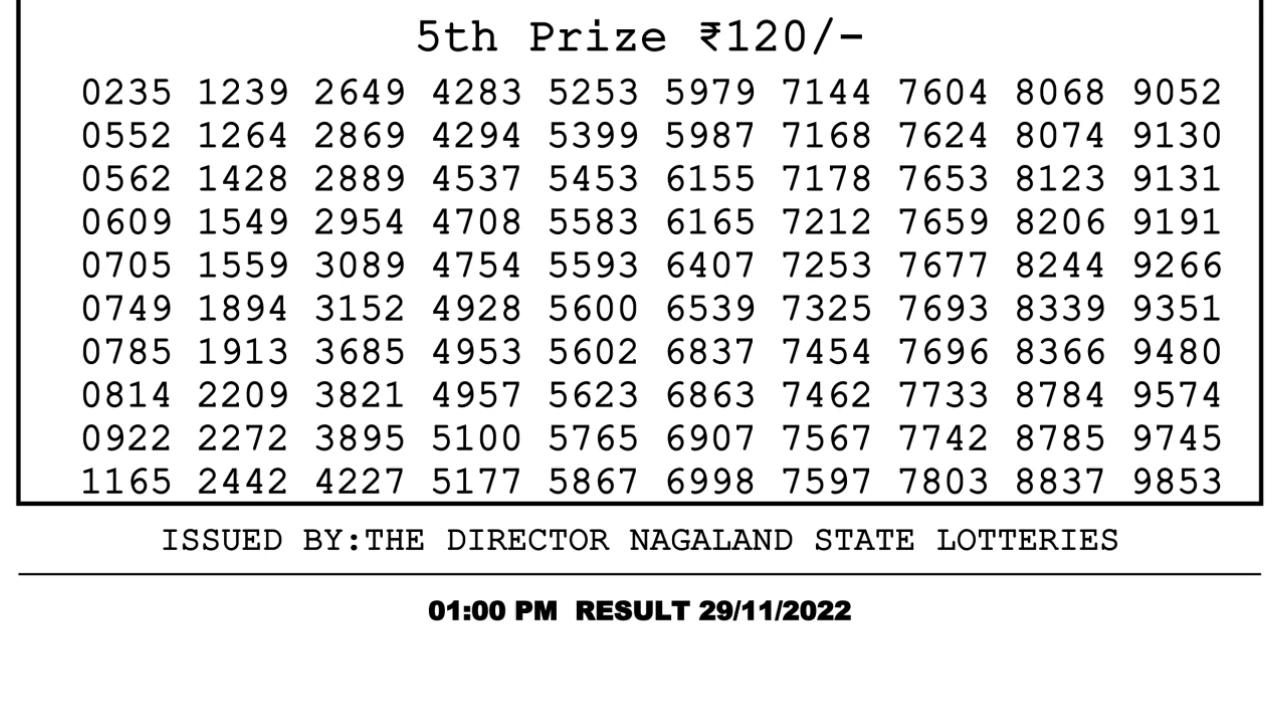 5th Prize ₹120/-
0235 1239 2649 4283 5253 5979 7144 7604 8068 9052
0552 1264 2869 4294 5399 5987 7168 7624 8074 9130
0562 1428 2889 4537 5453 6155 7178 7653 8123 9131
0609 1549 2954 4708 5583 6165 7212 7659 8206 9191
0705 1559 3089 4754 5593 6407 7253 7677 8244 9266
0749 1894 3152 4928 5600 6539 7325 7693 8339 9351
0785 1913 3685 4953 5602 6837 7454 7696 8366 9480
0814 2209 3821 4957 5623 6863 7462 7733 8784 9574
0922 2272 3895 5100 5765 6907 7567 7742 8785 9745
1165 2442 4227 5177 5867 6998 7597 7803 8837 9853
ISSUED BY:THE DIRECTOR NAGALAND STATE LOTTERIES
01:00 PM RESULT 29/11/2022